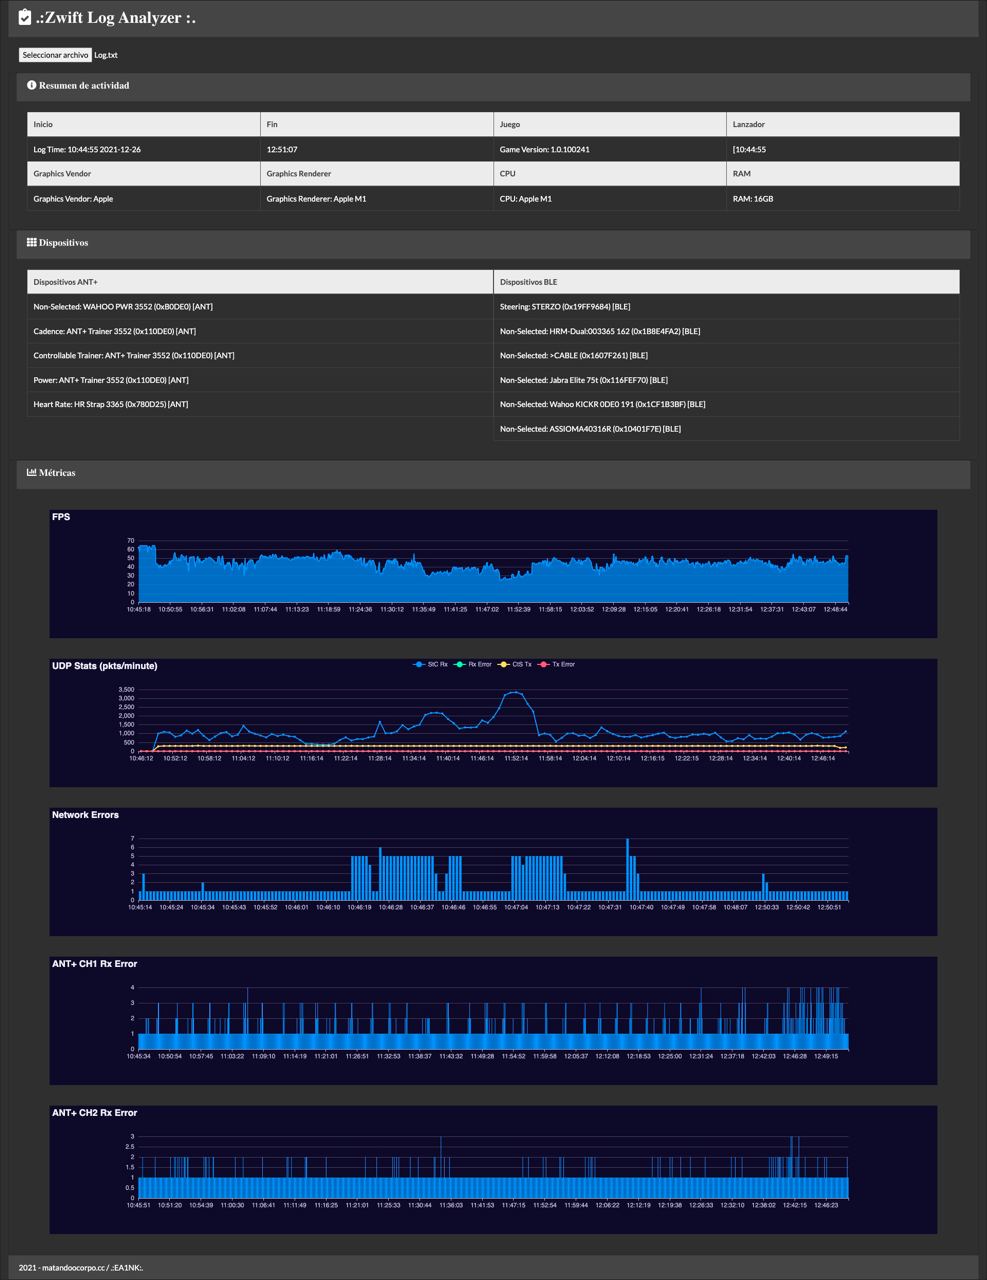 .:Zwift Log Analyzer :.
Seleccionar archivo Log.txt
Resumen de actividad
Inicio Fin Juego Lanzador
Log Time: 10:44:55 2021-12-26 12:51:07 Game Version: 1.0.100241 [10:44:55
Graphics Vendor Graphics Renderer CPU RAM
Graphics Vendor: Apple Graphics Renderer: Apple M1 CPU: Apple M1 RAM: 16GB
Dispositivos
Dispositivos ANT+ Dispositivos BLE
Non-Selected: WAHOO PWR 3552 (0xB0DE0) [ANT] Steering: STERZO (0x19FF9684) [BLE]
Cadence: ANT+ Trainer 3552 (0x110DE0) [ANT] Non-Selected: HRM-Dual:003365 162 (0x1B8E4FA2) [BLE]
Controllable Trainer: ANT+ Trainer 3552 (0x110DE0) [ANT] Non-Selected: >CABLE (0x1607F261) [BLE]
Power: ANT+ Trainer 3552 (0x110DE0) [ANT] Non-Selected: Jabra Elite 75t (0x116FEF70) [BLE]
Heart Rate: HR Strap 3365 (0x780D25) [ANT] Non-Selected: Wahoo KICKR 0DE0 191 (0x1CF1B3BF) [BLE]
Non-Selected: ASSIOMA40316R (0x10401F7E) [BLE]
Métricas
FPS
70
60
50
40
30
20
10
0
10:45:18 10:50:55 10:56:31 11:02:08 11:07:44 11:13:23 11:18:59 11:24:36 11:30:12 11:35:49 11:41:25 11:47:02 11:52:39 11:58:15 12:03:52 12:09:28 12:15:05 12:20:41 12:26:18 12:31:54 12:37:31 12:43:07 12:48:44
UDP Stats (pkts/minute) StC Rx Rx Error CtS Tx Tx Error
3,500
3,000
2,500
2,000
1,500
1,000
500
0
10:46:12 10:52:12 10:58:12 11:04:12 11:10:12 11:16:14 11:22:14 11:28:14 11:34:14 11:40:14 11:46:14 11:52:14 11:58:14 12:04:14 12:10:14 12:16:14 12:22:15 12:28:14 12:34:14 12:40:14 12:46:14
Network Errors
7
6
5
4
3
2
1
0
10:45:14 10:45:24 10:45:34 10:45:43 10:45:52 10:46:01 10:46:10 10:46:19 10:46:28 10:46:37 10:46:46 10:46:55 10:47:04 10:47:13 10:47:22 10:47:31 10:47:40 10:47:49 10:47:58 10:48:07 12:50:33 12:50:42 12:50:51
ANT+ CH1 Rx Error
4
3
2
1
0
10:45:34 10:50:54 10:57:45 11:03:22 11:09:10 11:14:19 11:21:01 11:26:51 11:32:53 11:38:37 11:43:32 11:49:28 11:54:52 11:59:58 12:05:37 12:12:08 12:18:53 12:25:00 12:31:24 12:37:18 12:42:03 12:46:28 12:49:15
ANT+ CH2 Rx Error
3
2.5
2
1.5
1
0.5
0
10:45:51 10:51:20 10:54:39 11:00:30 11:06:41 11:11:49 11:16:25 11:21:01 11:25:31 11:30:44 11:36:03 11:41:53 11:47:15 11:52:54 11:59:44 12:06:22 12:12:19 12:19:38 12:26:33 12:32:10 12:38:02 12:42:15 12:46:23
2021 - matandoocorpo.cc / .:EA1NK:.